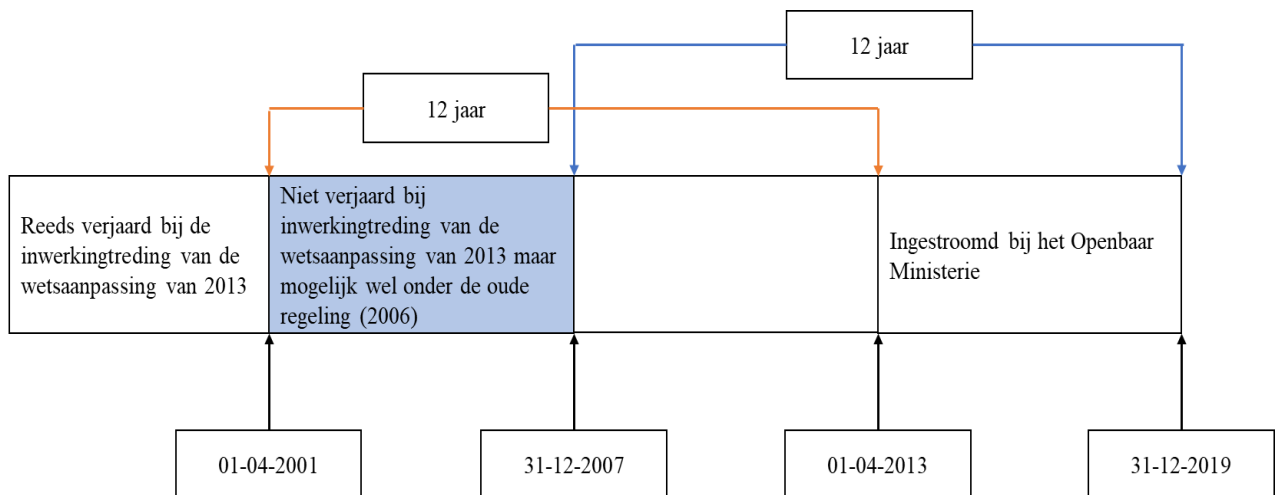 12 jaar
12 jaar
Reeds verjaard bij de
inwerkingtreding van de
wetsaanpassing van 2013
Niet verjaard bij
inwerkingtreding van de
wetsaanpassing van 2013 maar
mogelijk wel onder de oude
regeling (2006)
Ingestroomd bij het Openbaar
Ministerie
01-04-2001
31-12-2007
01-04-2013
31-12-2019